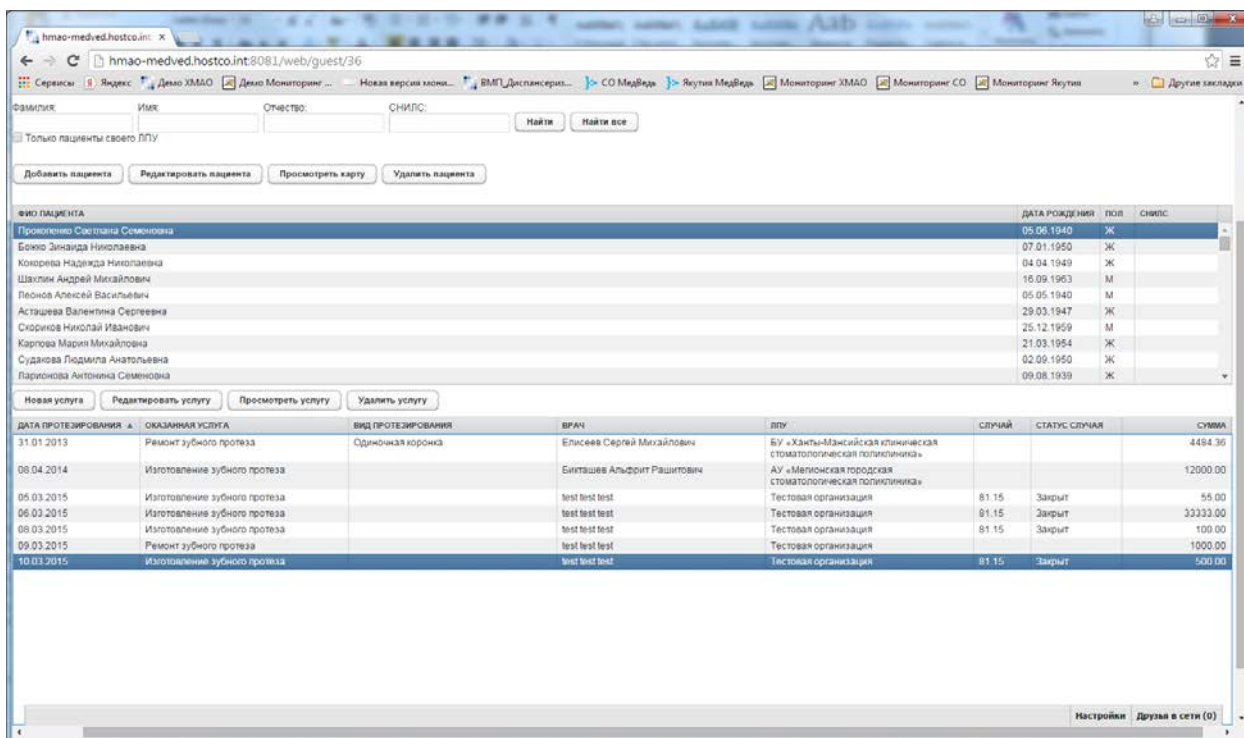 hmao-medved.hostco.int:
hmao-medved.hostco.int:8081/web/guest/36
Сервисы Яндекс Демо ХМАО Демо Мониторинг ... Новая версия мони... ВМП_Диспансериз... СО МедВедь Якутия МедВедь Мониторинг ХМАО Мониторинг СО Мониторинг Якутия » Другие закладки
Фамилия: Имя: Отчество: СНИЛС:
Найти Найти все
Только пациенты своего ЛПУ
Добавить пациента Редактировать пациента Просмотреть карту Удалить пациента
ФИО ПАЦИЕНТА ДАТА РОЖДЕНИЯ ПОЛ СНИЛС
Прокопенко Светлана Семеновна 05.06.1940 Ж
Божко Зинаида Николаевна 07.01.1950 Ж
Кокорева Надежда Николаевна 04.04.1949 Ж
Шахлин Андрей Михайлович 16.09.1963 М
Леонов Алексей Васильевич 05.05.1940 М
Асташева Валентина Сергеевна 29.03.1947 Ж
Скориков Николай Иванович 25.12.1959 М
Карпова Мария Михайловна 21.03.1954 Ж
Судакова Людмила Анатольевна 02.09.1950 Ж
Ларионова Антонина Семеновна 09.08.1939 Ж
Новая услуга Редактировать услугу Просмотреть услугу Удалить услугу
ДАТА ПРОТЕЗИРОВАНИЯ ОКАЗАННАЯ УСЛУГА ВИД ПРОТЕЗИРОВАНИЯ ВРАЧ ЛПУ СЛУЧАЙ СТАТУС СЛУЧАЯ СУММА
31.01.2013 Ремонт зубного протеза Одиночная коронка Елисеев Сергей Михайлович БУ «Ханты-Мансийская клиническая стоматологическая поликлиника» 4484.36
08.04.2014 Изготовление зубного протеза Бикташев Альфрит Рашитович АУ «Мегионская городская стоматологическая поликлиника» 12000.00
05.03.2015 Изготовление зубного протеза test test test Тестовая организация 81.15 Закрыт 55.00
06.03.2015 Изготовление зубного протеза test test test Тестовая организация 81.15 Закрыт 33333.00
08.03.2015 Изготовление зубного протеза test test test Тестовая организация 81.15 Закрыт 100.00
09.03.2015 Ремонт зубного протеза test test test Тестовая организация 1000.00
10.03.2015 Изготовление зубного протеза test test test Тестовая организация 81.15 Закрыт 500.00
Настройки Друзья в сети (0)